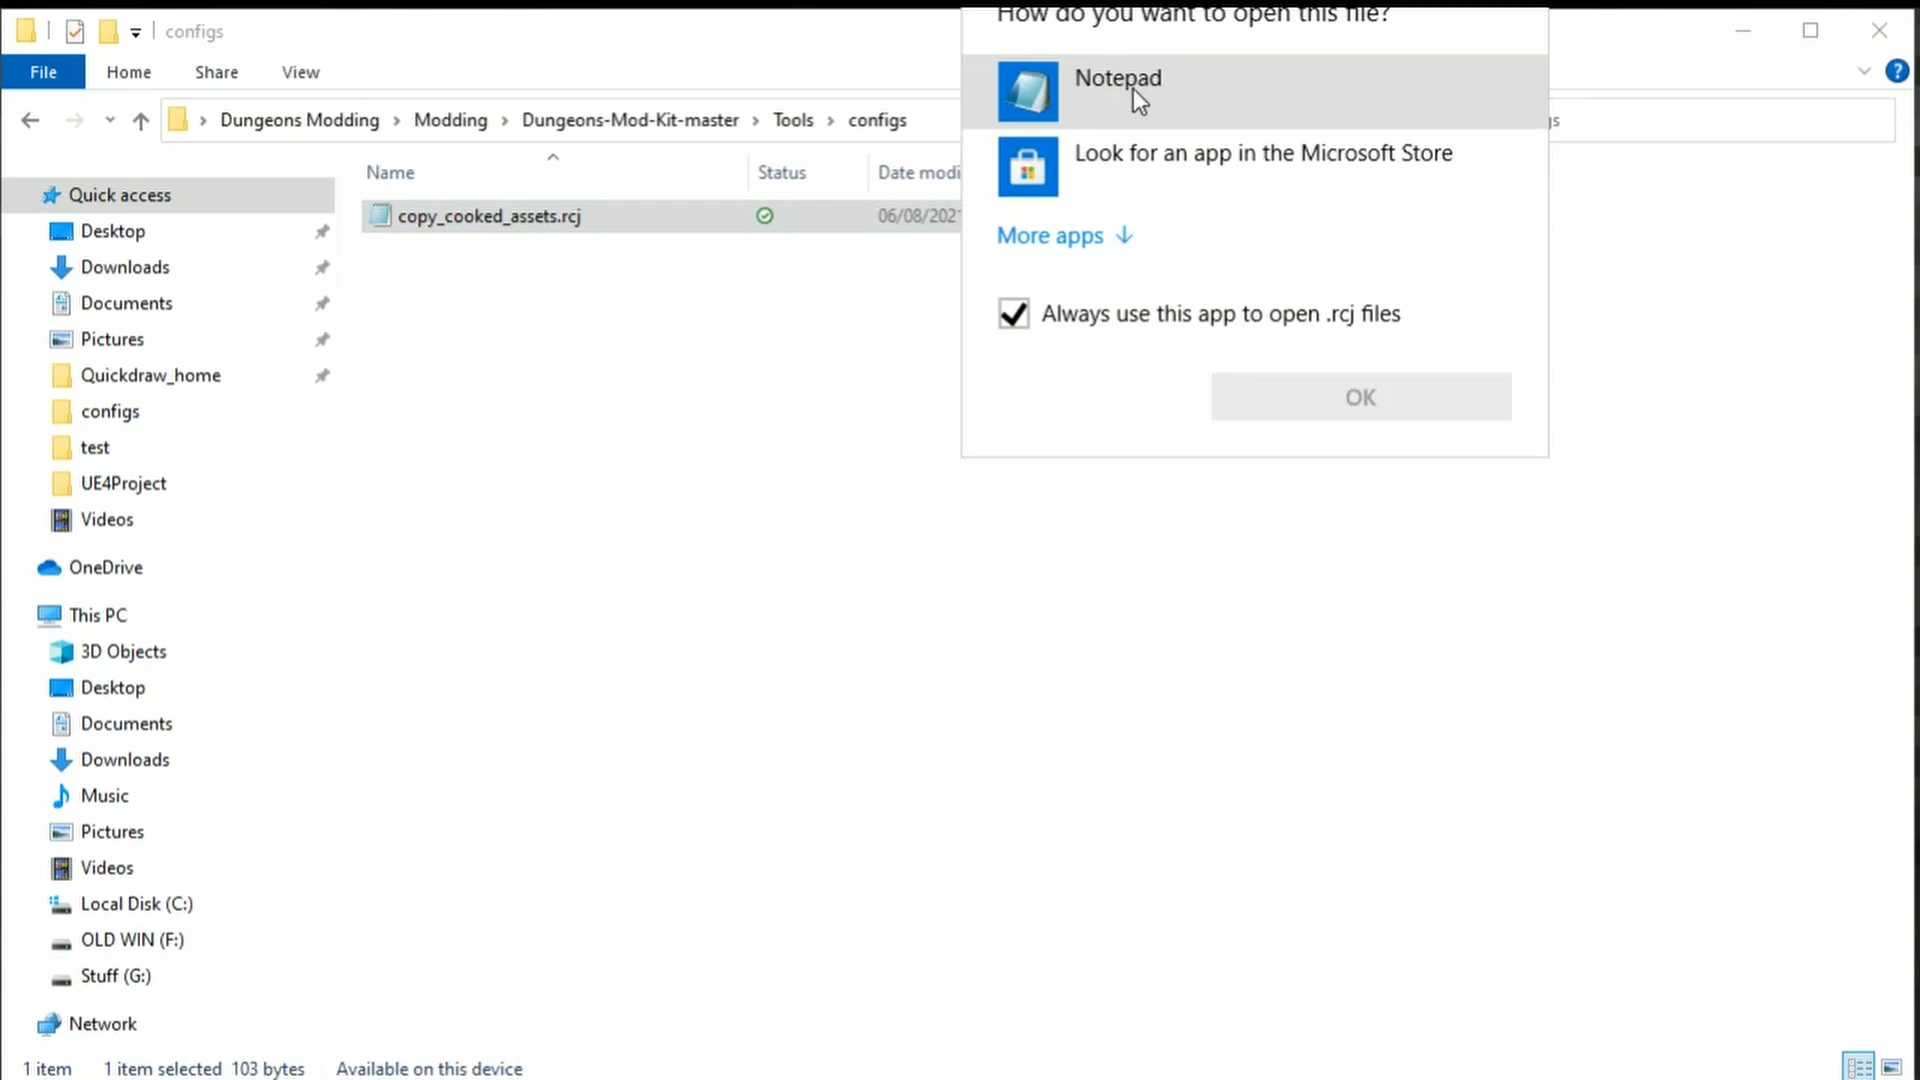 configs
File Home Share View
Dungeons Modding > Modding > Dungeons-Mod-Kit-master > Tools > configs
Name Status Date modi
copy_cooked_assets.rcj 06/08/202
Quick access
Desktop
Downloads
Documents
Pictures
Quickdraw_home
configs
test
UE4Project
Videos
OneDrive
This PC
3D Objects
Desktop
Documents
Downloads
Music
Pictures
Videos
Local Disk (C:)
OLD WIN (F:)
Stuff (G:)
Network
1 item 1 item selected 103 bytes Available on this device
How do you want to open this file?
Notepad
Look for an app in the Microsoft Store
More apps
Always use this app to open .rcj files
OK